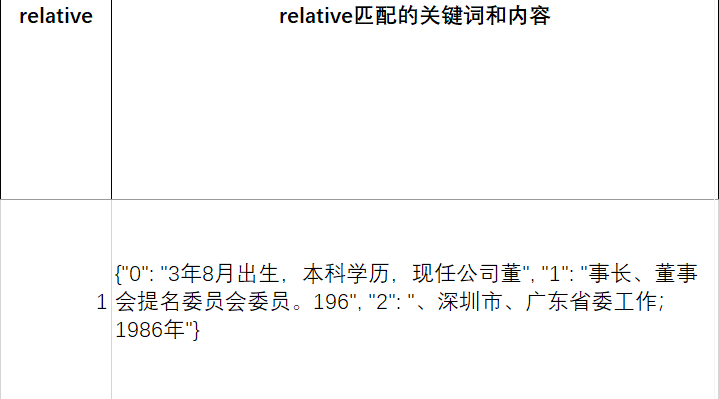 relative
relative匹配的关键词和内容
1
{"0": "3年8月出生，本科学历，现任公司董", "1": "事长、董事
会提名委员会委员。196", "2": "、深圳市、广东省委工作；
1986年"}